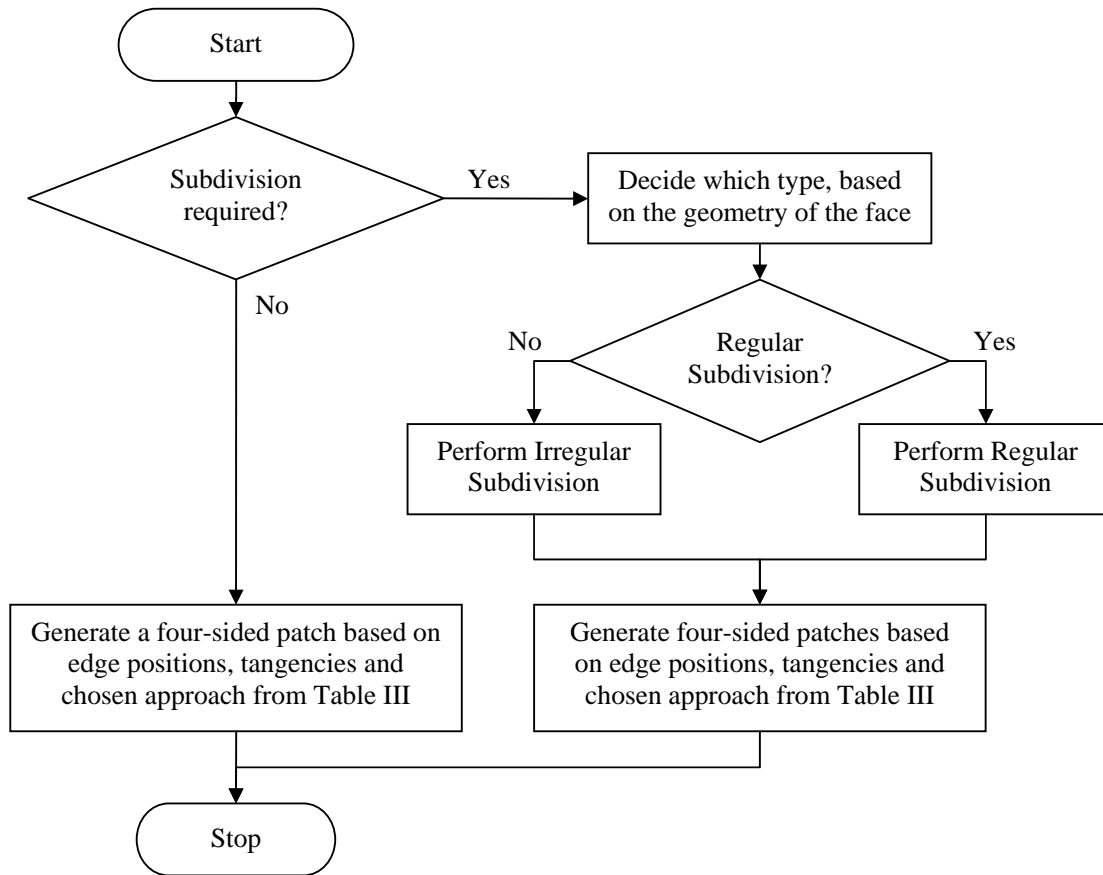 Start
Subdivision
required?
Yes
Decide which type, based
on the geometry of the face
No
No
Regular
Subdivision?
Yes
Perform Irregular
Subdivision
Perform Regular
Subdivision
Generate a four-sided patch based on
edge positions, tangencies and
chosen approach from Table III
Generate four-sided patches based
on edge positions, tangencies and
chosen approach from Table III
Stop